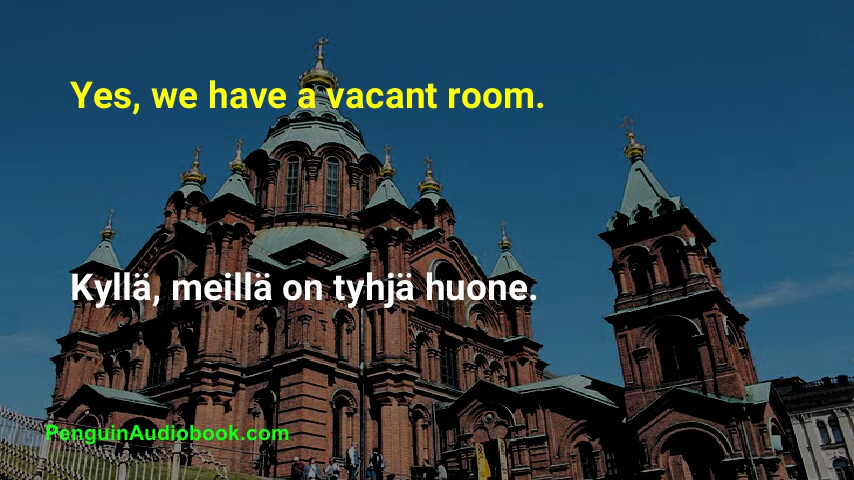 Yes, we have a vacant room.
Kyllä, meillä on tyhjä huone.
PenguinAudiobook.com